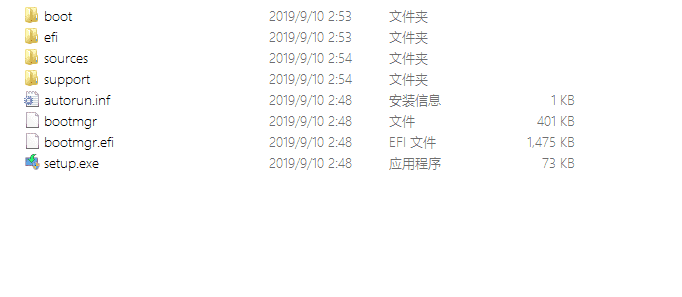 boot 2019/9/10 2:53 文件夹
efi 2019/9/10 2:53 文件夹
sources 2019/9/10 2:54 文件夹
support 2019/9/10 2:54 文件夹
autorun.inf 2019/9/10 2:48 安装信息 1 KB
bootmgr 2019/9/10 2:48 文件 401 KB
bootmgr.efi 2019/9/10 2:48 EFI 文件 1,475 KB
setup.exe 2019/9/10 2:48 应用程序 73 KB